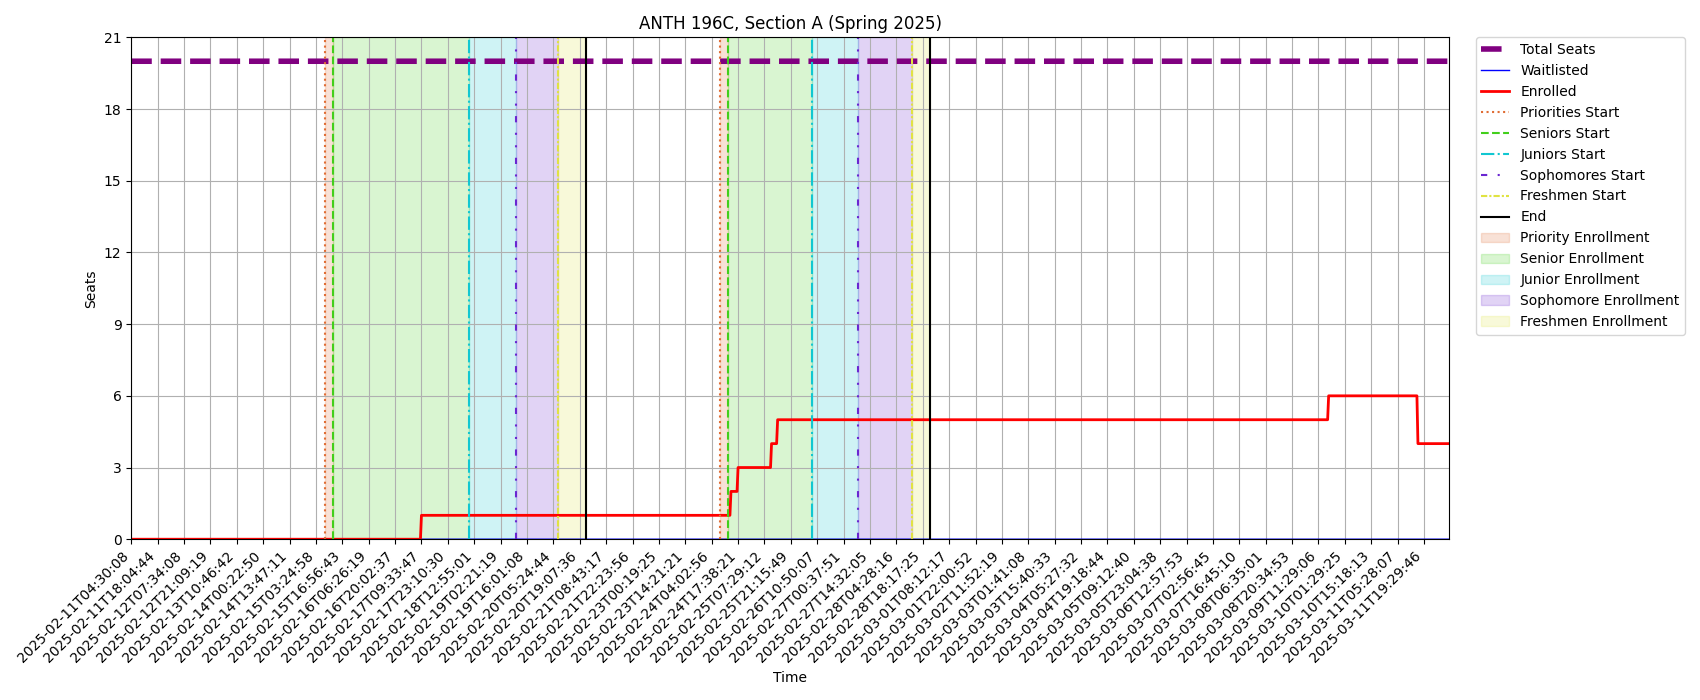 ANTH 196C, Section A (Spring 2025)
Seats
21
18
15
12
9
6
3
0
2025-02-11T04:30:08
2025-02-11T18:04:44
2025-02-12T07:34:08
2025-02-12T21:09:19
2025-02-13T10:46:42
2025-02-14T00:22:50
2025-02-14T13:47:11
2025-02-15T03:24:58
2025-02-15T16:56:43
2025-02-16T06:26:19
2025-02-16T20:02:37
2025-02-17T09:33:47
2025-02-17T23:10:30
2025-02-18T12:55:01
2025-02-19T02:21:19
2025-02-19T16:01:08
2025-02-20T05:24:44
2025-02-20T19:07:36
2025-02-21T08:43:17
2025-02-21T22:23:56
2025-02-23T00:19:25
2025-02-23T14:21:21
2025-02-24T04:02:56
2025-02-24T17:38:21
2025-02-25T07:29:12
2025-02-25T21:15:49
2025-02-26T10:50:07
2025-02-27T00:37:51
2025-02-27T14:32:05
2025-02-28T04:28:16
2025-02-28T18:17:25
2025-03-01T08:12:17
2025-03-01T22:00:52
2025-03-02T11:52:19
2025-03-03T01:41:08
2025-03-03T15:40:33
2025-03-04T05:27:32
2025-03-04T19:18:44
2025-03-05T09:12:40
2025-03-05T23:04:38
2025-03-06T12:57:53
2025-03-07T02:56:45
2025-03-07T16:45:10
2025-03-08T06:35:01
2025-03-08T20:34:53
2025-03-09T11:29:06
2025-03-10T01:29:25
2025-03-10T15:18:13
2025-03-11T05:28:07
2025-03-11T19:29:46
Time
Total Seats
Waitlisted
Enrolled
Priorities Start
Seniors Start
Juniors Start
Sophomores Start
Freshmen Start
End
Priority Enrollment
Senior Enrollment
Junior Enrollment
Sophomore Enrollment
Freshmen Enrollment